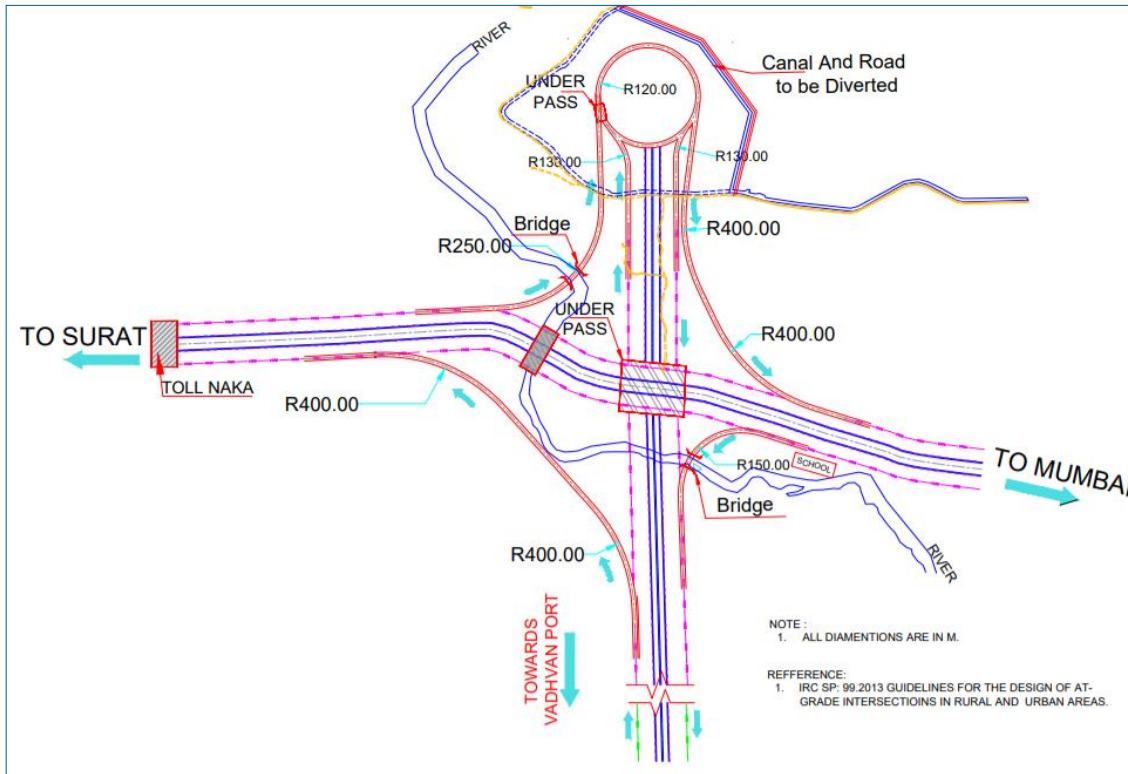 RIVER
Canal And Road
to be Diverted
UNDER
PASS
R120.00
R130.00
R130.00
R400.00
Bridge
R250.00
UNDER
PASS
TO SURAT
TOLL NAKA
R400.00
R400.00
R150.00
SCHOOL
TO MUMBAI
Bridge
R400.00
RIVER
TOWARDS
VADHVAN PORT
NOTE :
1. ALL DIAMENTIONS ARE IN M.
REFFERENCE:
1. IRC SP: 99.2013 GUIDELINES FOR THE DESIGN OF AT-
GRADE INTERSECTIOINS IN RURAL AND URBAN AREAS.